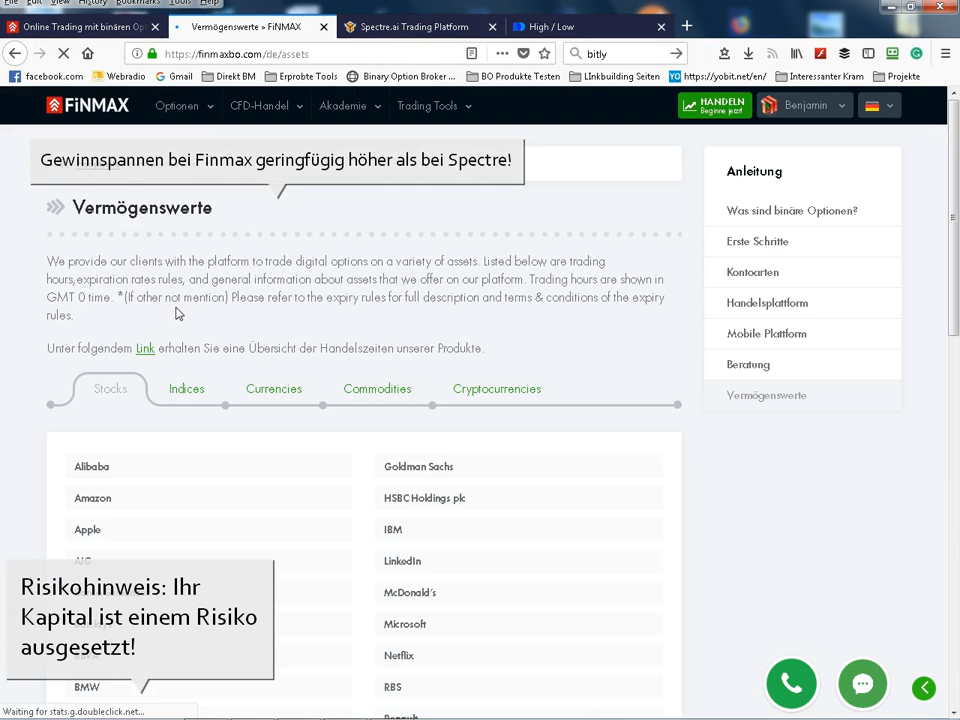 File Edit View History Bookmarks Tools Help
Online Trading mit binären Op
Vermögenswerte » FiNMAX
Spectre.ai Trading Platform
High / Low
https://finmaxbo.com/de/assets
bitly
facebook.com
Webradio
Gmail
Direkt BM
Erprobte Tools
Binary Option Broker ...
BO Produkte Testen
LInkbuilding Seiten
https://yobit.net/en/
Interessanter Kram
Projekte
FiNMAX
Optionen
CFD-Handel
Akademie
Trading Tools
HANDELN
Beginne jetzt!
Benjamin
Gewinnspannen bei Finmax geringfügig höher als bei Spectre!
Vermögenswerte
We provide our clients with the platform to trade digital options on a variety of assets. Listed below are trading
hours,expiration rates rules, and general information about assets that we offer on our platform. Trading hours are shown in
GMT 0 time. *(If other not mention) Please refer to the expiry rules for full description and terms & conditions of the expiry
rules.
Unter folgendem Link erhalten Sie eine Übersicht der Handelszeiten unserer Produkte.
Stocks
Indices
Currencies
Commodities
Cryptocurrencies
Alibaba
Goldman Sachs
Amazon
HSBC Holdings plc
Apple
IBM
AIG
LinkedIn
McDonald's
Microsoft
Netflix
BMW
RBS
Anleitung
Was sind binäre Optionen?
Erste Schritte
Kontoarten
Handelsplattform
Mobile Plattform
Beratung
Vermögenswerte
Risikohinweis: Ihr
Kapital ist einem Risiko
ausgesetzt!
Waiting for stats.g.doubleclick.net...